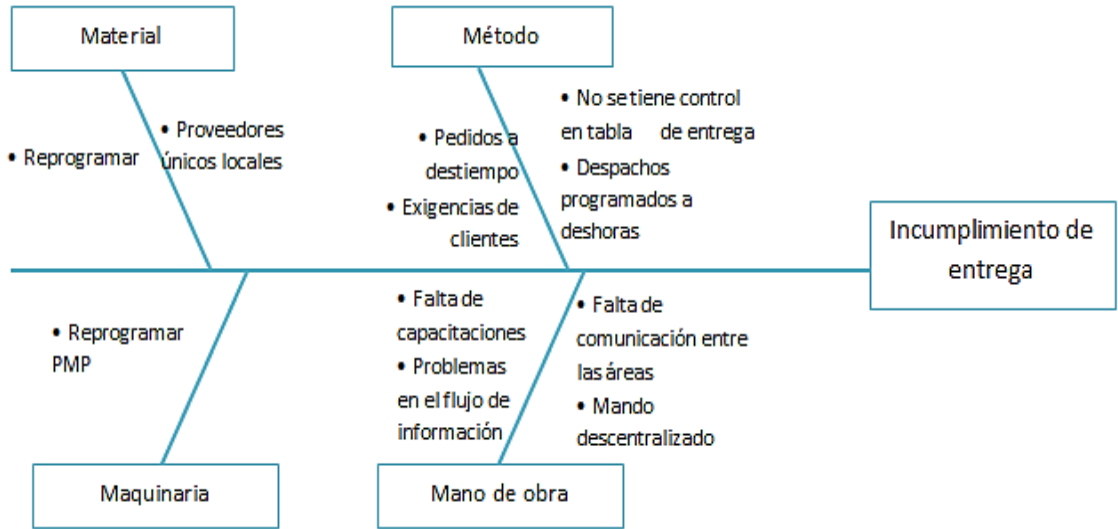 Material
Método
• Reprogramar
• Proveedores
únicos locales
• Pedidos a
destiempo
• Exigencias de
clientes
• No se tiene control
en tabla de entrega
• Despachos
programados a
deshoras
Incumplimiento de
entrega
• Reprogramar
PMP
• Falta de
capacitaciones
• Problemas
en el flujo de
información
• Falta de
comunicación entre
las áreas
• Mando
descentralizado
Maquinaria
Mano de obra